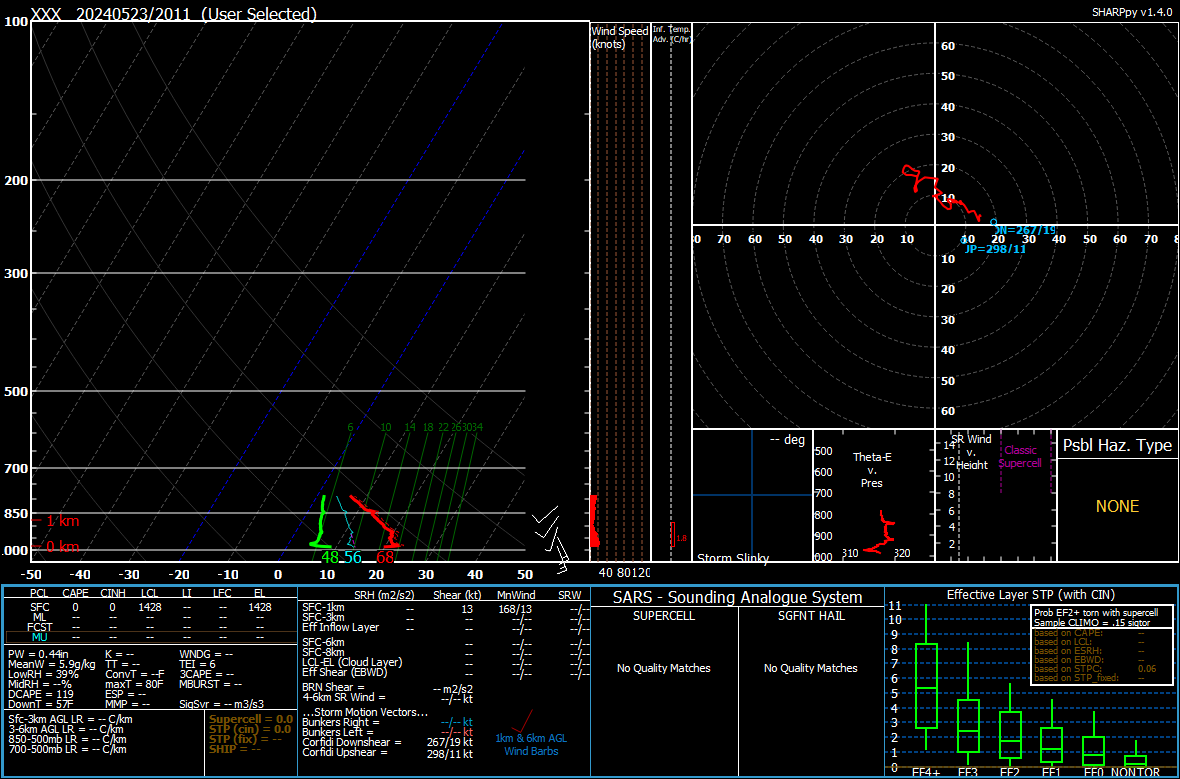 XXX 20240523/2011 (User Selected)
SHARPpy v1.4.0
100
200
300
500
700
850
1 km
.000
0 km
6 10 14 18 22 26 30 34
48 56 68
-50 -40 -30 -20 -10 0 10 20 30 40 50
Wind Speed
(knots)
40 80120
Inf. Temp.
Adv. (C/hr)
1.8
60
50
40
30
20
10
70 60 50 40 30 20 10
10 20 30 40 50 60 70 8
DN=267/19
UP=298/11
10
20
30
40
50
60
-- deg
Storm Slinky
Theta-E
v.
Pres
500
600
700
800
900
000
310 320
SR Wind
v.
Height
14
12
10
8
6
4
2
Classic
Supercell
Psbl Haz. Type
NONE
PCL CAPE CINH LCL LI LFC EL
SFC 0 0 1428 -- -- 1428
ML -- -- -- -- -- --
FCST -- -- -- -- -- --
MU -- -- -- -- -- --
PW = 0.44in K = -- WNDG = --
MeanW = 5.9g/kg TT = -- TEI = 6
LowRH = 39% ConvT = --F 3CAPE = --
MidRH = --% maxT = 80F MBURST = --
DCAPE = 119 ESP = --
DownT = 57F MMP = -- SigSvr = -- m3/s3
Sfc-3km AGL LR = -- C/km
3-6km AGL LR = -- C/km
850-500mb LR = -- C/km
700-500mb LR = -- C/km
Supercell = 0.0
STP (cin) = 0.0
STP (fix) = --
SHIP = --
SRH (m2/s2) Shear (kt) MnWind SRW
SFC-1km 13 168/13 --/--
SFC-3km -- --/-- --/--
Eff Inflow Layer -- --/-- --/--
SFC-6km -- --/-- --/--
SFC-8km -- --/-- --/--
LCL-EL (Cloud Layer) -- --/-- --/--
Eff Shear (EBWD) -- --/-- --/--
BRN Shear = -- m2/s2
4-6km SR Wind = --/-- kt
...Storm Motion Vectors...
Bunkers Right = --/-- kt
Bunkers Left = --/-- kt
Corfidi Downshear = 267/19 kt
Corfidi Upshear = 298/11 kt
1km & 6km AGL
Wind Barbs
SARS - Sounding Analogue System
SUPERCELL SGFNT HAIL
No Quality Matches No Quality Matches
Effective Layer STP (with CIN)
11
10
9
8
7
6
5
4
3
2
1
0
EF4+ EF3 EF2 EF1 EF0 NONTOR
Prob EF2+ torn with supercell
Sample CLIMO = .15 sigtor
based on CAPE: --
based on LCL: --
based on ESRH: --
based on EBWD: --
based on STPC: 0.06
based on STP_fixed: --